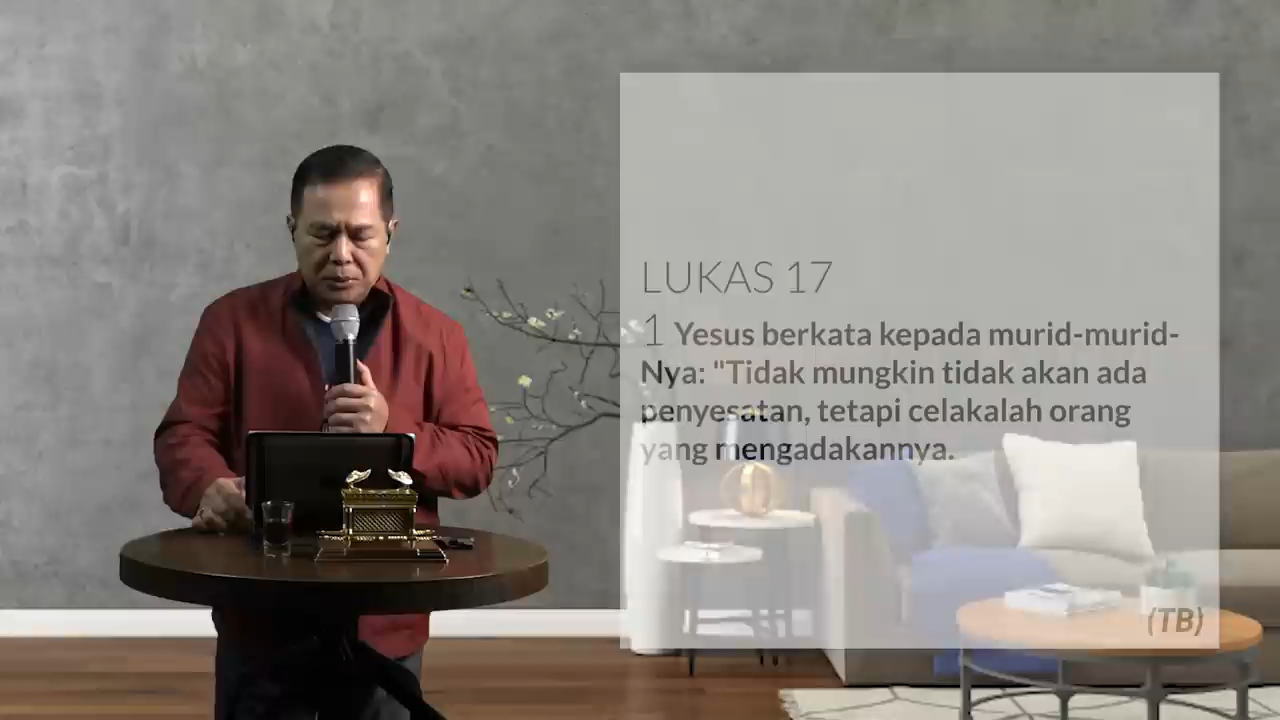 LUKAS 17
1 Yesus berkata kepada murid-murid-
Nya: "Tidak mungkin tidak akan ada
penyesatan, tetapi celakalah orang
yang mengadakannya.
(TB)